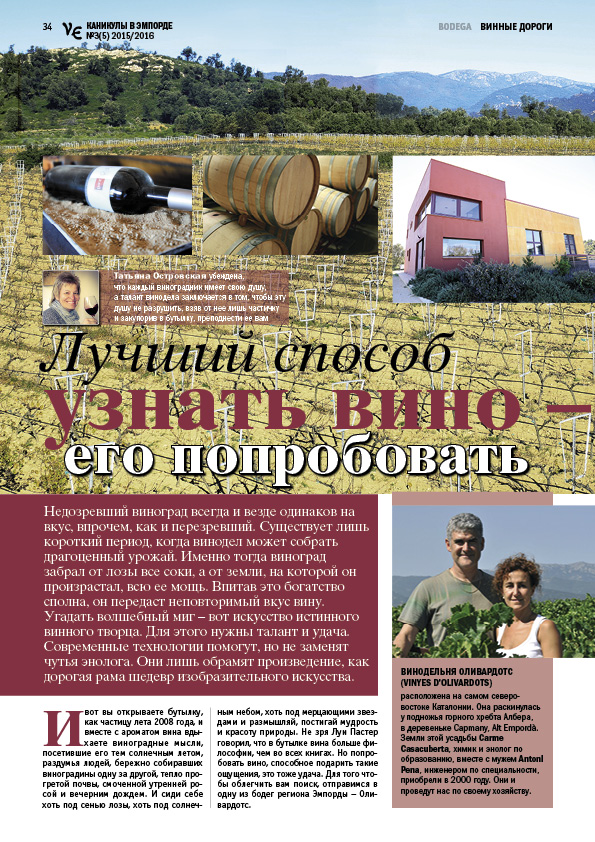 34
КАНИКУЛЫ В ЭМПОРДЕ
№3(5) 2015/2016
BODEGA ВИННЫЕ ДОРОГИ
Татьяна Островская убеждена,
что каждый виноградник имеет свою душу,
а талант винодела заключается в том, чтобы эту
душу не разрушить, взяв от нее лишь частичку
и закупорив в бутылку, преподнести ее вам
Лучший способ
узнать вино –
его попробовать
Недозревший виноград всегда и везде одинаков на
вкус, впрочем, как и перезревший. Существует лишь
короткий период, когда винодел может собрать
драгоценный урожай. Именно тогда виноград
забрал от лозы все соки, а от земли, на которой он
произрастал, всю ее мощь. Впитав это богатство
сполна, он передаст неповторимый вкус вину.
Угадать волшебный миг – вот искусство истинного
винного творца. Для этого нужны талант и удача.
Современные технологии помогут, но не заменят
чутья энолога. Они лишь обрамят произведение, как
дорогая рама шедевр изобразительного искусства.
И вот вы открываете бутылку,
как частицу лета 2008 года, и
вместе с ароматом вина вды-
хаете виноградные мысли,
посетившие его тем солнечным летом,
раздумья людей, бережно собиравших
виноградины одну за другой, тепло про-
гретой почвы, смоченной утренней ро-
сой и вечерним дождем. И сиди себе
хоть под сенью лозы, хоть под солнеч-
ным небом, хоть под мерцающими звез-
дами и размышляй, постигай мудрость
и красоту природы. Не зря Луи Пастер
говорил, что в бутылке вина больше фи-
лософии, чем во всех книгах. Но попро-
бовать вино, способное подарить такие
ощущения, это тоже удача. Для того что-
бы облегчить вам поиск, отправимся в
одну из бодег региона Эмпорды – Оли-
вардотс.
ВИНОДЕЛЬНЯ ОЛИВАРДОТС
(VINYES D'OLIVARDOTS)
расположена на самом северо-
востоке Каталонии. Она раскинулась
у подножья горного хребта Албера,
в деревеньке Capmany, Alt Empordà.
Земли этой усадьбы Carme
Casacuberta, химик и энолог по
образованию, вместе с мужем Antoni
Pena, инженером по специальности,
приобрели в 2000 году. Они и
проведут нас по своему хозяйству.